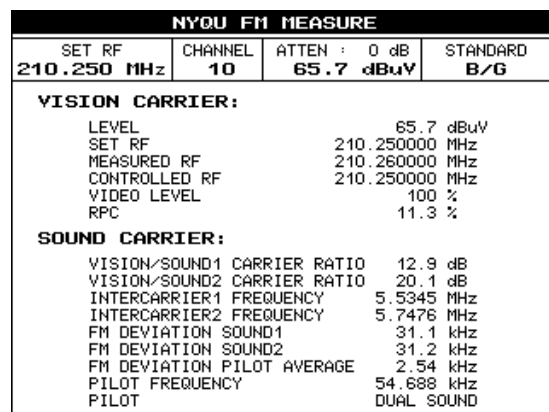 NYQU FM MEASURE
SET RF CHANNEL ATTEN : 0 dB STANDARD
210.250 MHz 10 65.7 dBuV B/G
VISION CARRIER:
LEVEL 65.7 dBuV
SET RF 210.250000 MHz
MEASURED RF 210.260000 MHz
CONTROLLED RF 210.250000 MHz
VIDEO LEVEL 100 %
RPC 11.3 %
SOUND CARRIER:
VISION/SOUND1 CARRIER RATIO 12.9 dB
VISION/SOUND2 CARRIER RATIO 20.1 dB
INTERCARRIER1 FREQUENCY 5.5345 MHz
INTERCARRIER2 FREQUENCY 5.7476 MHz
FM DEVIATION SOUND1 31.1 kHz
FM DEVIATION SOUND2 31.2 kHz
FM DEVIATION PILOT AVERAGE 2.54 kHz
PILOT FREQUENCY 54.688 kHz
PILOT DUAL SOUND